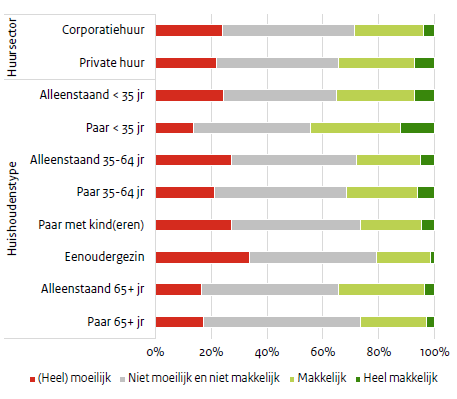 Huursector
Corporatiehuur
Private huur
Huishoudenstype
Alleenstaand < 35 jr
Paar < 35 jr
Alleenstaand 35-64 jr
Paar 35-64 jr
Paar met kind(eren)
Eenoudergezin
Alleenstaand 65+ jr
Paar 65+ jr
0% 20% 40% 60% 80% 100%
(Heel) moeilijk Niet moeilijk en niet makkelijk Makkelijk Heel makkelijk